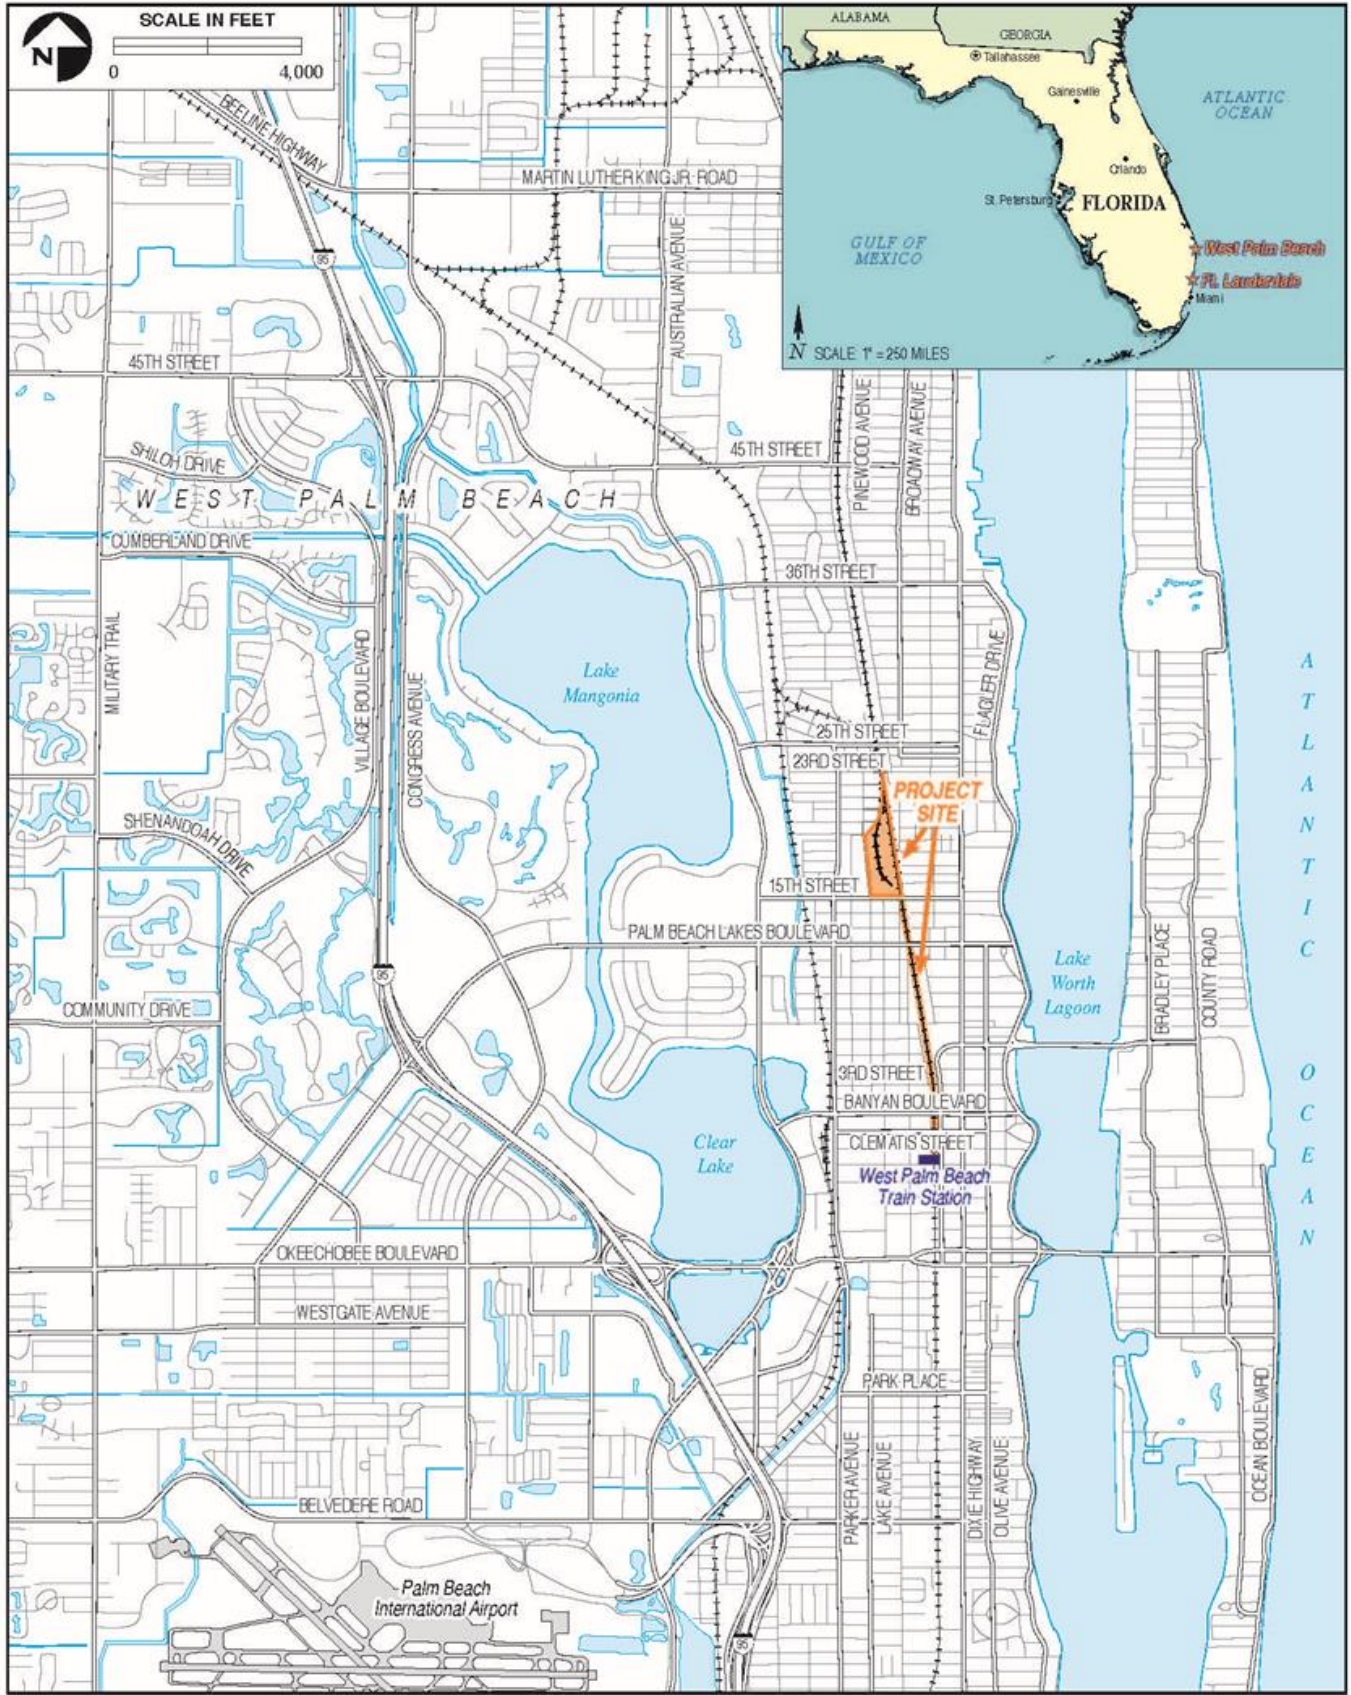 SCALE IN FEET
N
0 4,000
ALABAMA
GEORGIA
Tallahassee
Gainesville
ATLANTIC
OCEAN
Orlando
St. Petersburg
FLORIDA
GULF OF
MEXICO
West Palm Beach
Ft. Lauderdale
Miami
N SCALE: 1" = 250 MILES
BEELINE HIGHWAY
MARTIN LUTHER KING JR. ROAD
AUSTRALIAN AVENUE
95
45TH STREET
PINEWOOD AVENUE
BROADWAY AVENUE
45TH STREET
SHILOH DRIVE
WEST PALM BEACH
CUMBERLAND DRIVE
36TH STREET
MILITARY TRAIL
VILLAGE BOULEVARD
CONGRESS AVENUE
Lake
Mangonia
FLAGLER DRIVE
25TH STREET
23RD STREET
PROJECT
SITE
SHENANDOAH DRIVE
15TH STREET
PALM BEACH LAKES BOULEVARD
95
Lake
Worth
Lagoon
BRADLEY PLACE
COUNTY ROAD
ATLANTIC OCEAN
COMMUNITY DRIVE
3RD STREET
BANYAN BOULEVARD
CLEMATIS STREET
Clear
Lake
West Palm Beach
Train Station
OKEECHOBEE BOULEVARD
WESTGATE AVENUE
PARK PLACE
PARKER AVENUE
LAKE AVENUE
DIXIE HIGHWAY
OLIVE AVENUE
OCEAN BOULEVARD
BELVEDERE ROAD
Palm Beach
International Airport
95